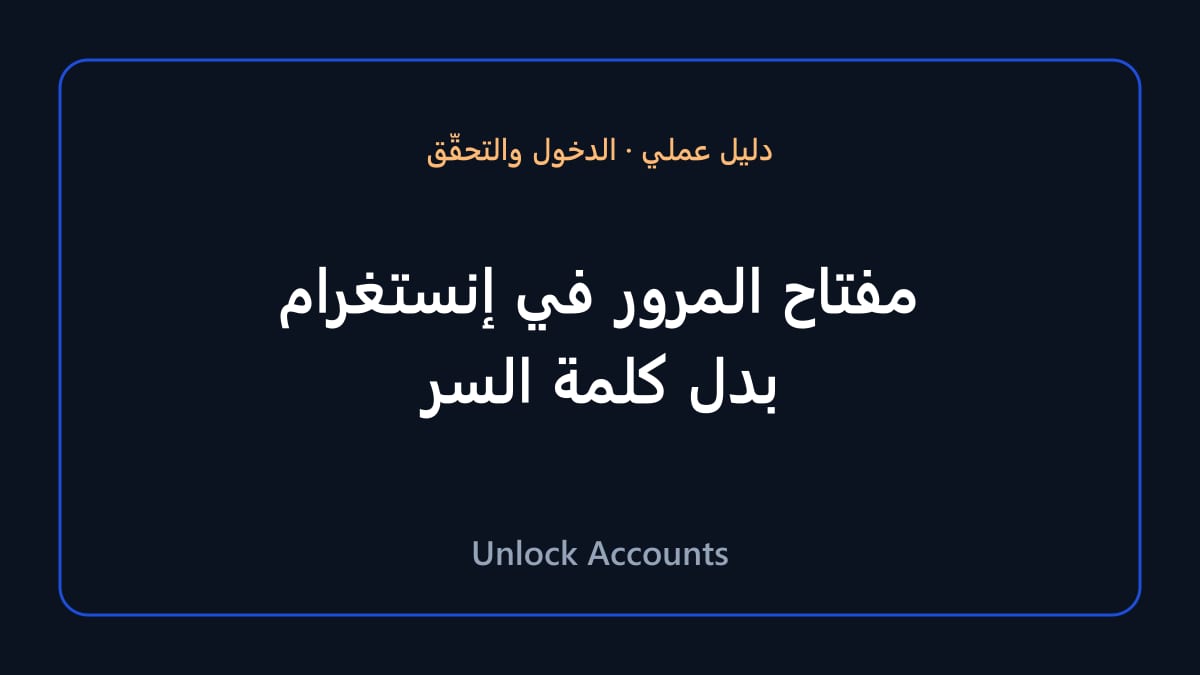 دليل عملي · الدخول والتحقّق
مفتاح المرور في إنستغرام
بدل كلمة السر
Unlock Accounts